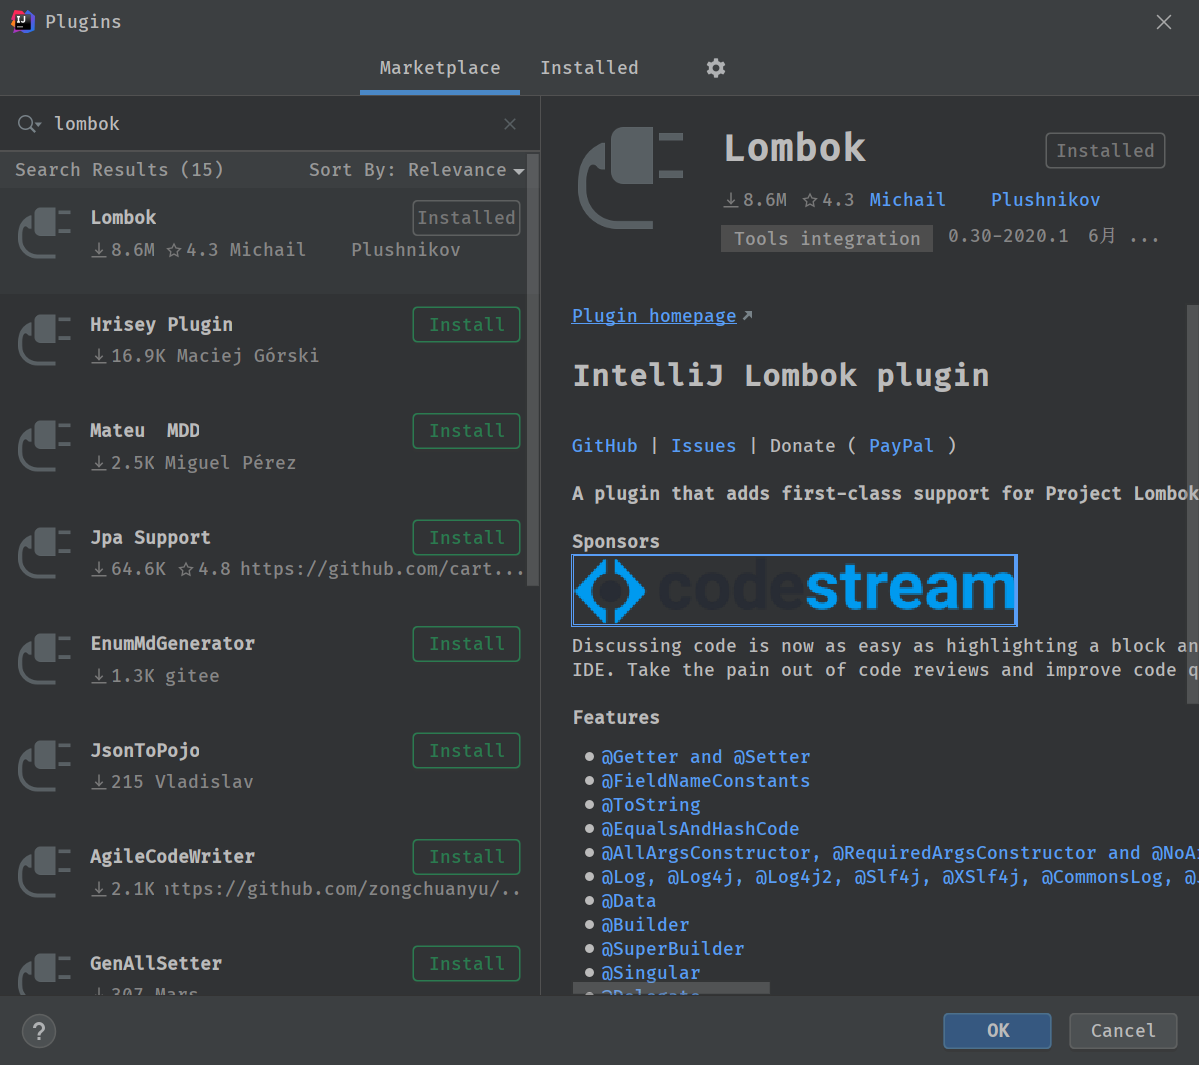 Plugins
Marketplace Installed
lombok
Search Results (15) Sort By: Relevance
Lombok Installed
8.6M 4.3 Michail Plushnikov
Hrisey Plugin Install
16.9K Maciej Górski
Mateu MDD Install
2.5K Miguel Pérez
Jpa Support Install
64.6K 4.8 https://github.com/cart...
EnumMdGenerator Install
1.3K gitee
JsonToPojo Install
215 Vladislav
AgileCodeWriter Install
2.1K https://github.com/zongchuanyu/..
GenAllSetter Install
307 Mars
Lombok Installed
8.6M 4.3 Michail Plushnikov
Tools integration 0.30-2020.1 6月 ...
Plugin homepage
IntelliJ Lombok plugin
GitHub | Issues | Donate ( PayPal )
A plugin that adds first-class support for Project Lombok
Sponsors
codestream
Discussing code is now as easy as highlighting a block an
IDE. Take the pain out of code reviews and improve code q
Features
@Getter and @Setter
@FieldNameConstants
@ToString
@EqualsAndHashCode
@AllArgsConstructor, @RequiredArgsConstructor and @NoAr
@Log, @Log4j, @Log4j2, @Slf4j, @XSlf4j, @CommonsLog, @
@Data
@Builder
@SuperBuilder
@Singular
@Delegate
?
OK Cancel